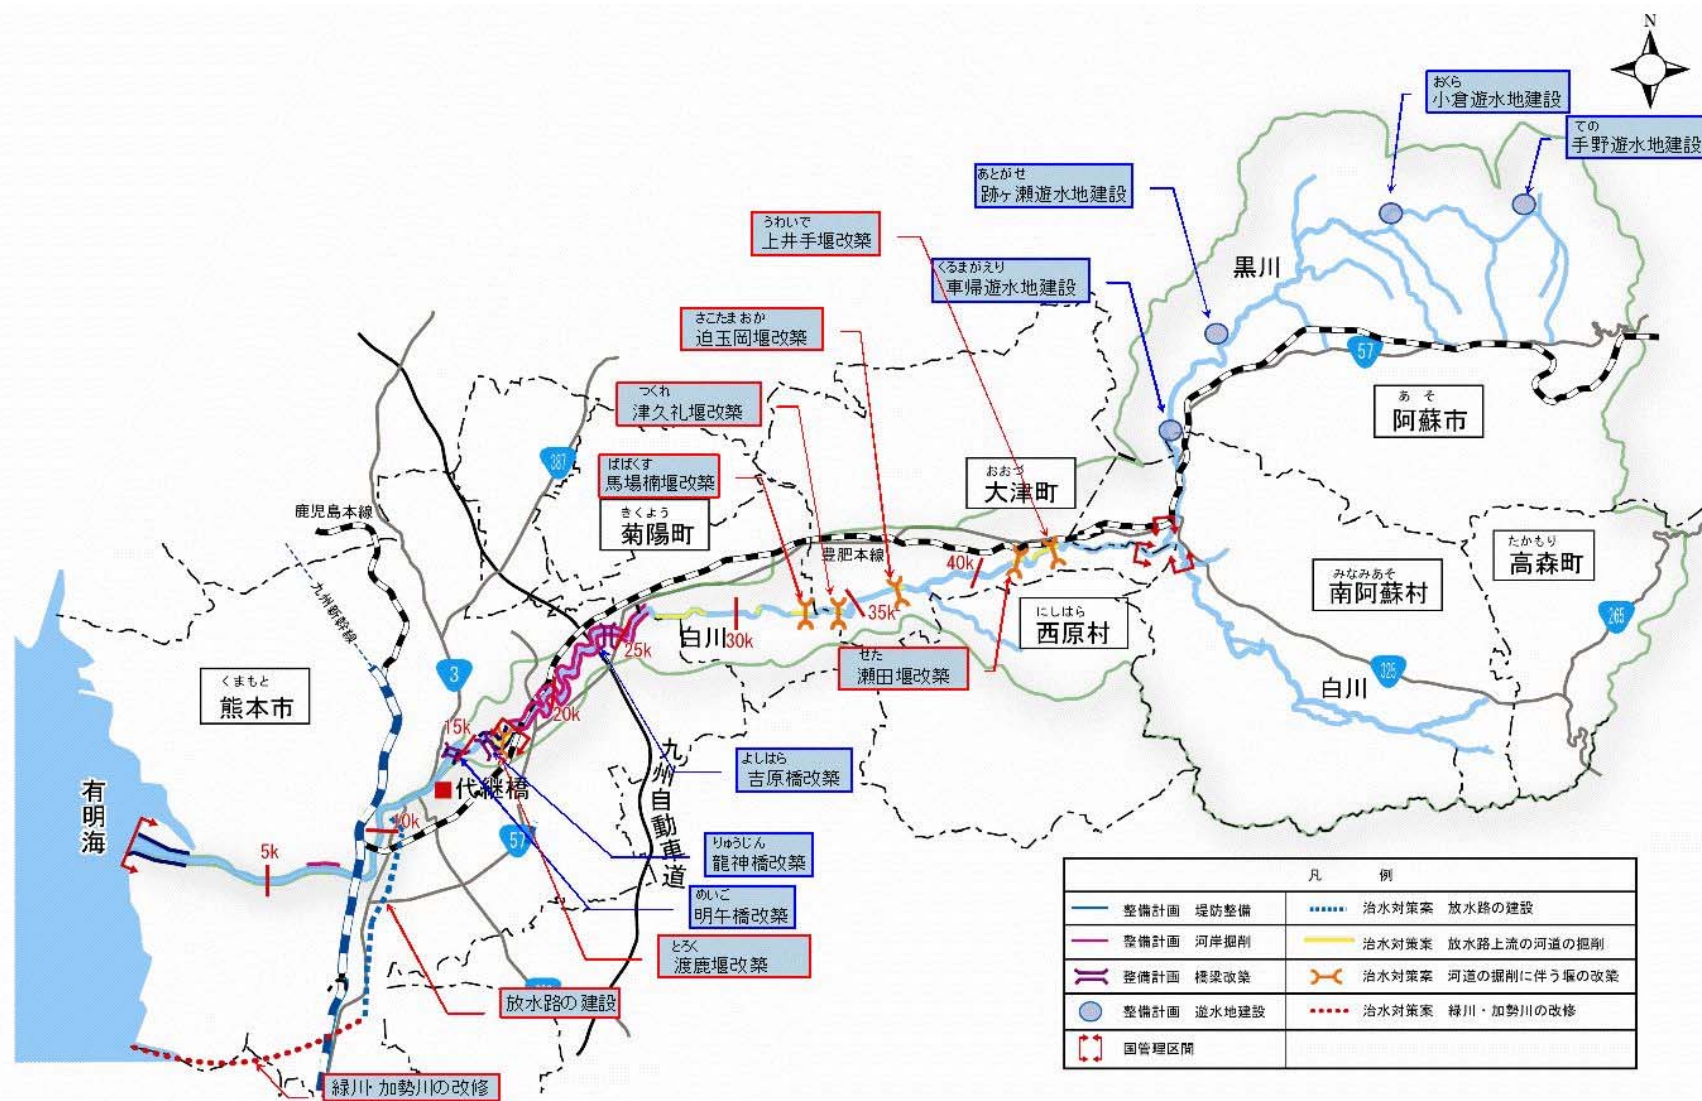 N
おぐら
小倉遊水地建設
ての
手野遊水地建設
あとがせ
跡ヶ瀬遊水地建設
うわいで
上井手堰改築
くるまがえり
車帰遊水地建設
黒川
さこたまおか
迫玉岡堰改築
57
あそ
阿蘇市
つくれ
津久礼堰改築
ばばくす
馬場楠堰改築
387
おおづ
大津町
きくよう
菊陽町
鹿児島本線
豊肥本線
九州新幹線
40k
35k
30k
25k
20k
15k
10k
5k
たかもり
高森町
みなみあそ
南阿蘇村
にしはら
西原村
265
325
白川
白川
せた
瀬田堰改築
くまもと
熊本市
3
代継橋
有明海
九州自動車道
よしはら
吉原橋改築
57
りゅうじん
龍神橋改築
めいご
明午橋改築
とろく
渡鹿堰改築
放水路の建設
緑川・加勢川の改修
凡 例
整備計画 堤防整備
治水対策案 放水路の建設
整備計画 河岸掘削
治水対策案 放水路上流の河道の掘削
整備計画 橋梁改築
治水対策案 河道の掘削に伴う堰の改築
整備計画 遊水地建設
治水対策案 緑川・加勢川の改修
国管理区間